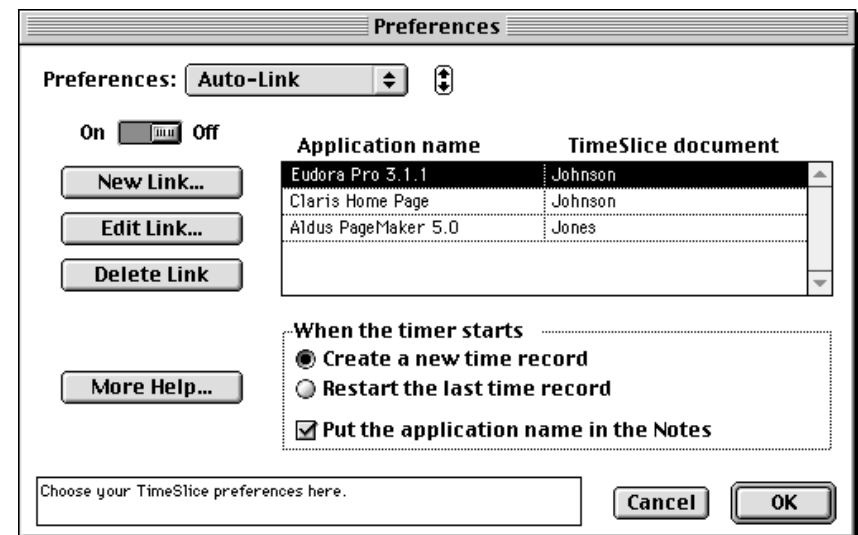 Preferences
Preferences: Auto-Link
On Off
Application name TimeSlice document
New Link...
Eudora Pro 3.1.1 Johnson
Claris Home Page Johnson
Edit Link...
Aldus PageMaker 5.0 Jones
Delete Link
When the timer starts
Create a new time record
More Help...
Restart the last time record
Put the application name in the Notes
Choose your TimeSlice preferences here.
Cancel OK